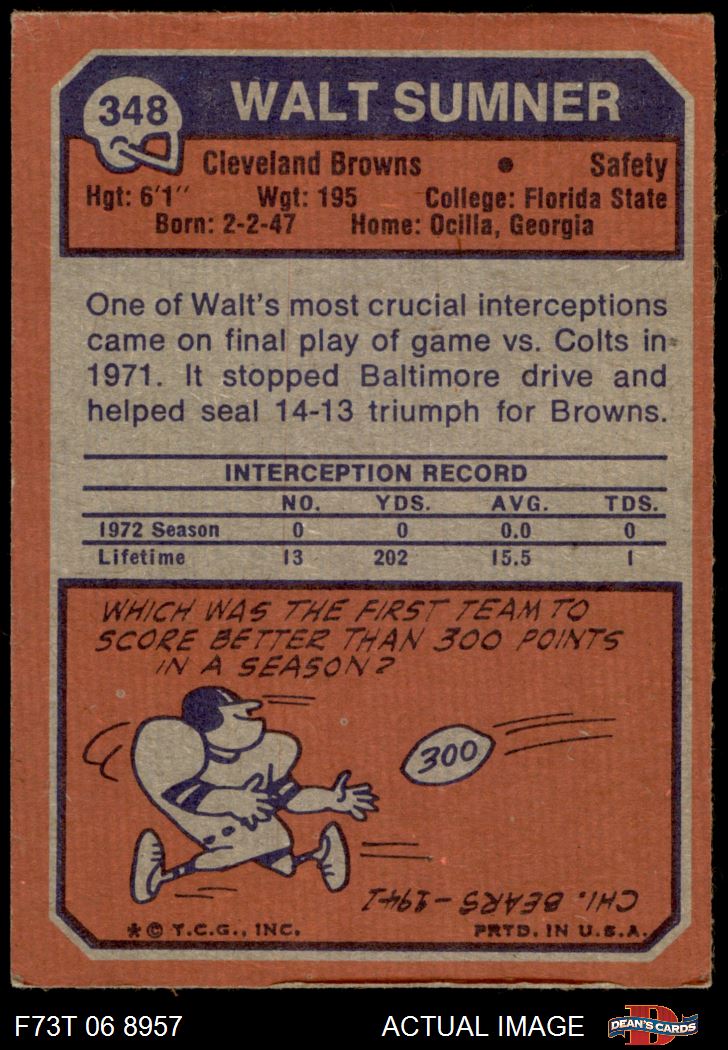 348
WALT SUMNER
Cleveland Browns • Safety
Hgt: 6'1" Wgt: 195 College: Florida State
Born: 2-2-47 Home: Ocilla, Georgia
One of Walt's most crucial interceptions
came on final play of game vs. Colts in
1971. It stopped Baltimore drive and
helped seal 14-13 triumph for Browns.
INTERCEPTION RECORD
NO. YDS. AVG. TDS.
1972 Season 0 0 0.0 0
Lifetime 13 202 15.5 1
WHICH WAS THE FIRST TEAM TO
SCORE BETTER THAN 300 POINTS
IN A SEASON?
300
CHI. BEARS - 1941
* © T.C.G., INC. PRTD. IN U.S.A.
F73T 06 8957 ACTUAL IMAGE
D
DEAN'S CARDS